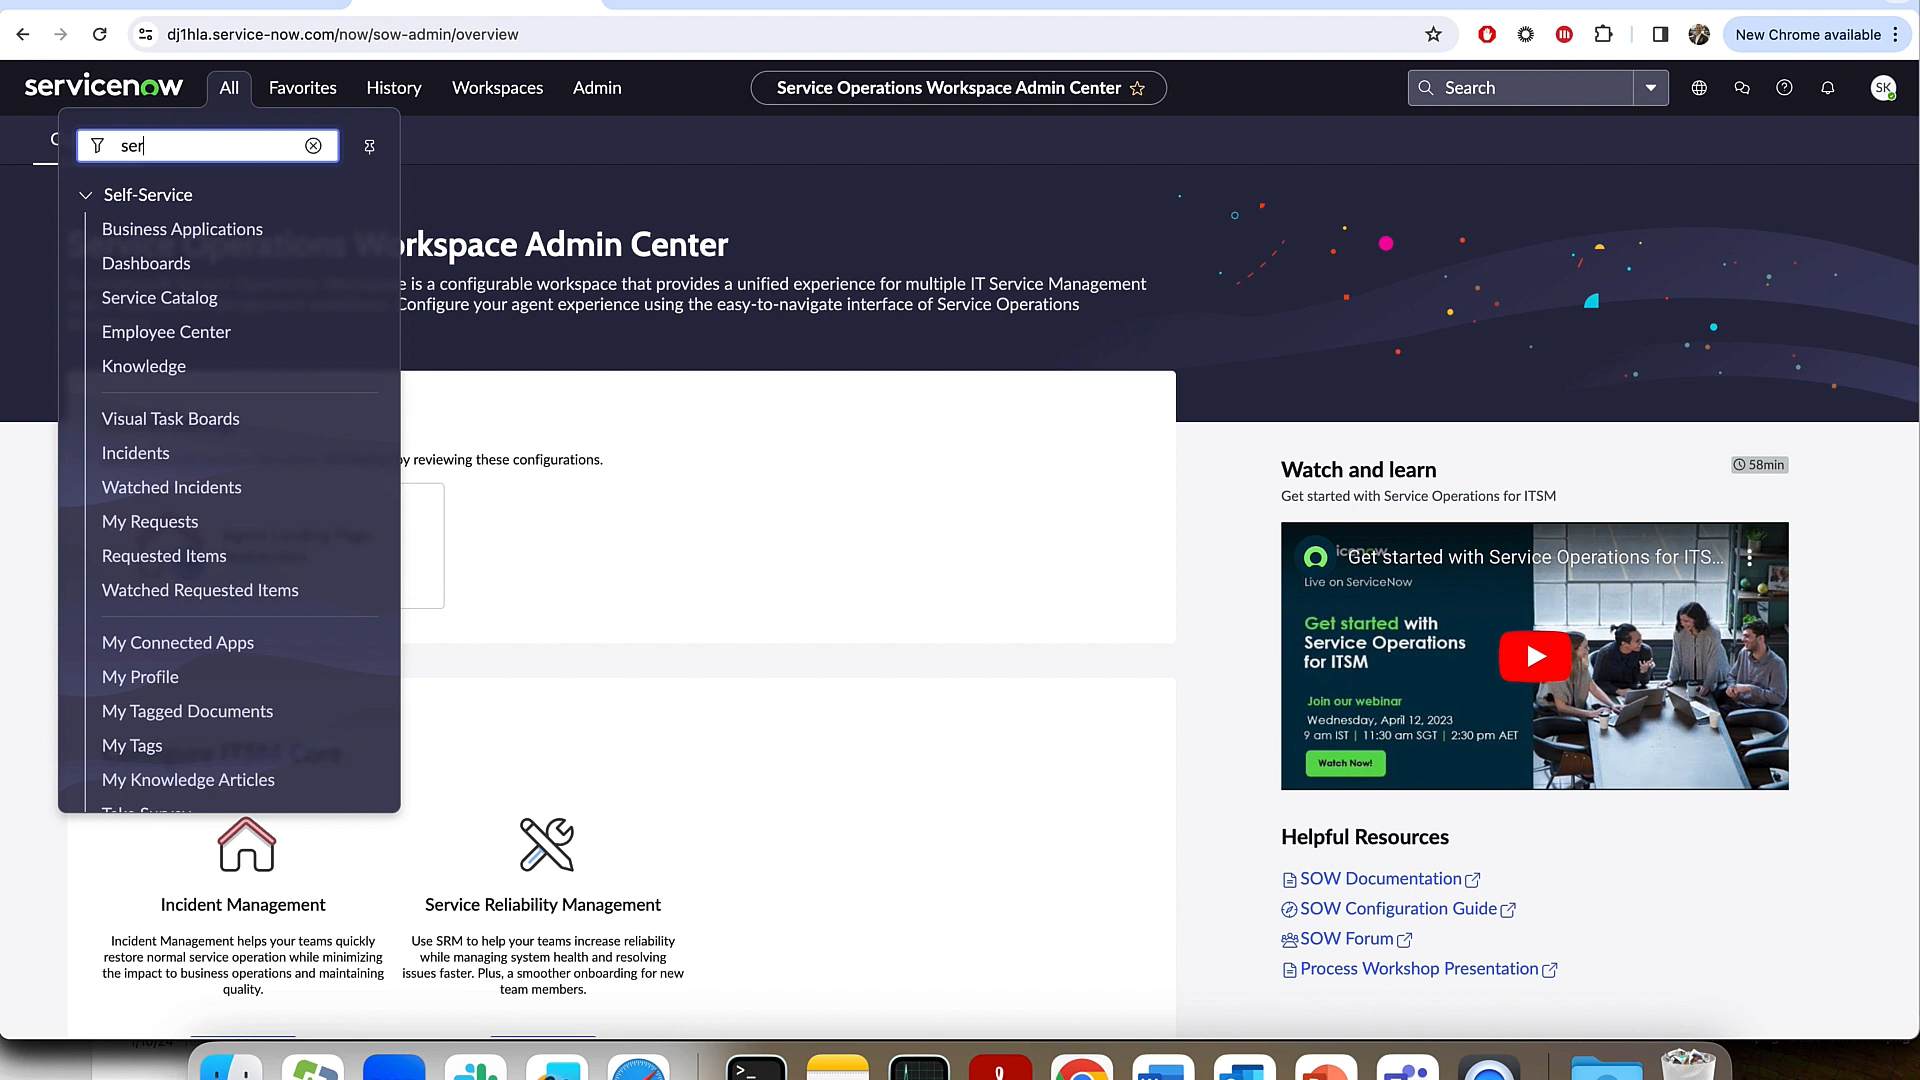 dj1hla.service-now.com/now/sow-admin/overview
New Chrome available
servicenow
All
Favorites
History
Workspaces
Admin
Service Operations Workspace Admin Center
Search
SK
ser
Self-Service
Business Applications
Dashboards
Service Catalog
Employee Center
Knowledge
Visual Task Boards
Incidents
Watched Incidents
My Requests
Requested Items
Watched Requested Items
My Connected Apps
My Profile
My Tagged Documents
My Tags
My Knowledge Articles
Take Survey
Workspace Admin Center
e is a configurable workspace that provides a unified experience for multiple IT Service Management
Configure your agent experience using the easy-to-navigate interface of Service Operations
by reviewing these configurations.
Incident Management
Incident Management helps your teams quickly
restore normal service operation while minimizing
the impact to business operations and maintaining
quality.
Service Reliability Management
Use SRM to help your teams increase reliability
while managing system health and resolving
issues faster. Plus, a smoother onboarding for new
team members.
Watch and learn
58min
Get started with Service Operations for ITSM
Get started with Service Operations for ITS...
Live on ServiceNow
Get started with
Service Operations
for ITSM
Join our webinar
Wednesday, April 12, 2023
9 am IST | 11:30 am SGT | 2:30 pm AET
Watch Now!
Helpful Resources
SOW Documentation
SOW Configuration Guide
SOW Forum
Process Workshop Presentation